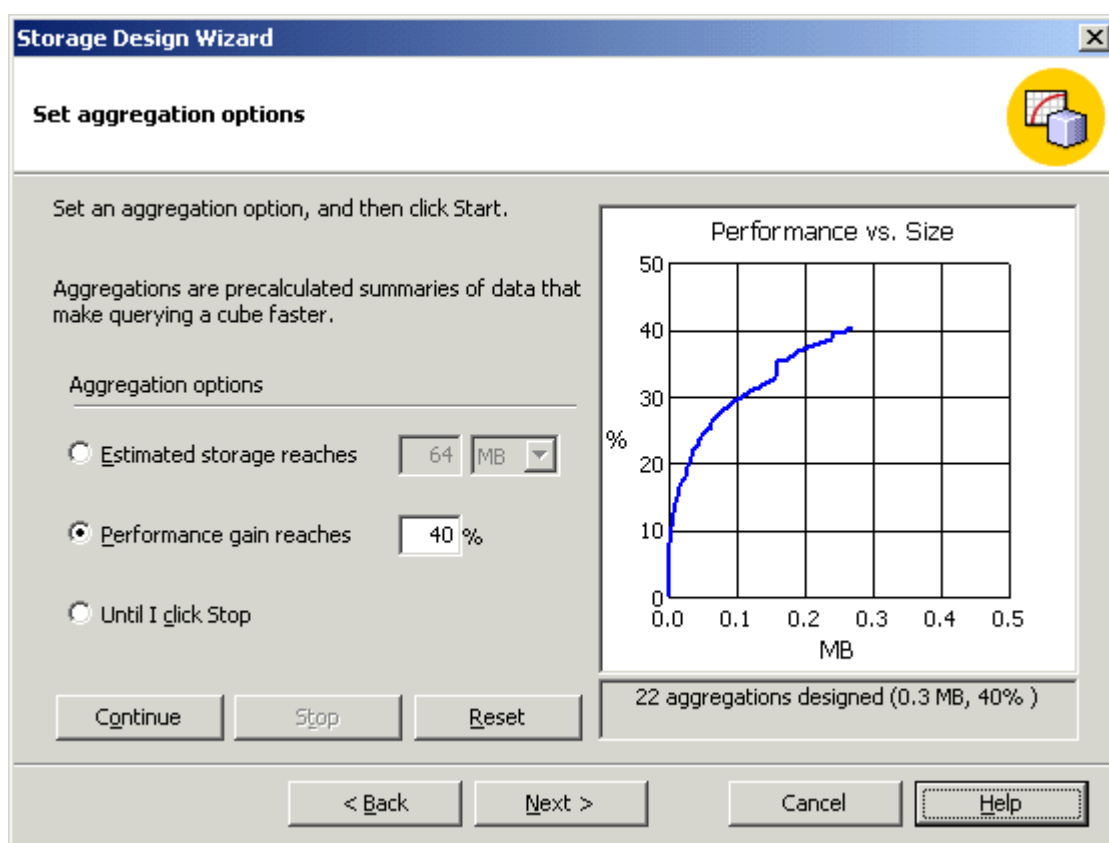 Storage Design Wizard
Set aggregation options
Set an aggregation option, and then click Start.
Aggregations are precalculated summaries of data that
make querying a cube faster.
Aggregation options
Estimated storage reaches 64 MB
Performance gain reaches 40 %
Until I click Stop
Continue Stop Reset
Performance vs. Size
50
40
30
%
20
10
0
0.0 0.1 0.2 0.3 0.4 0.5
MB
22 aggregations designed (0.3 MB, 40% )
< Back Next > Cancel Help